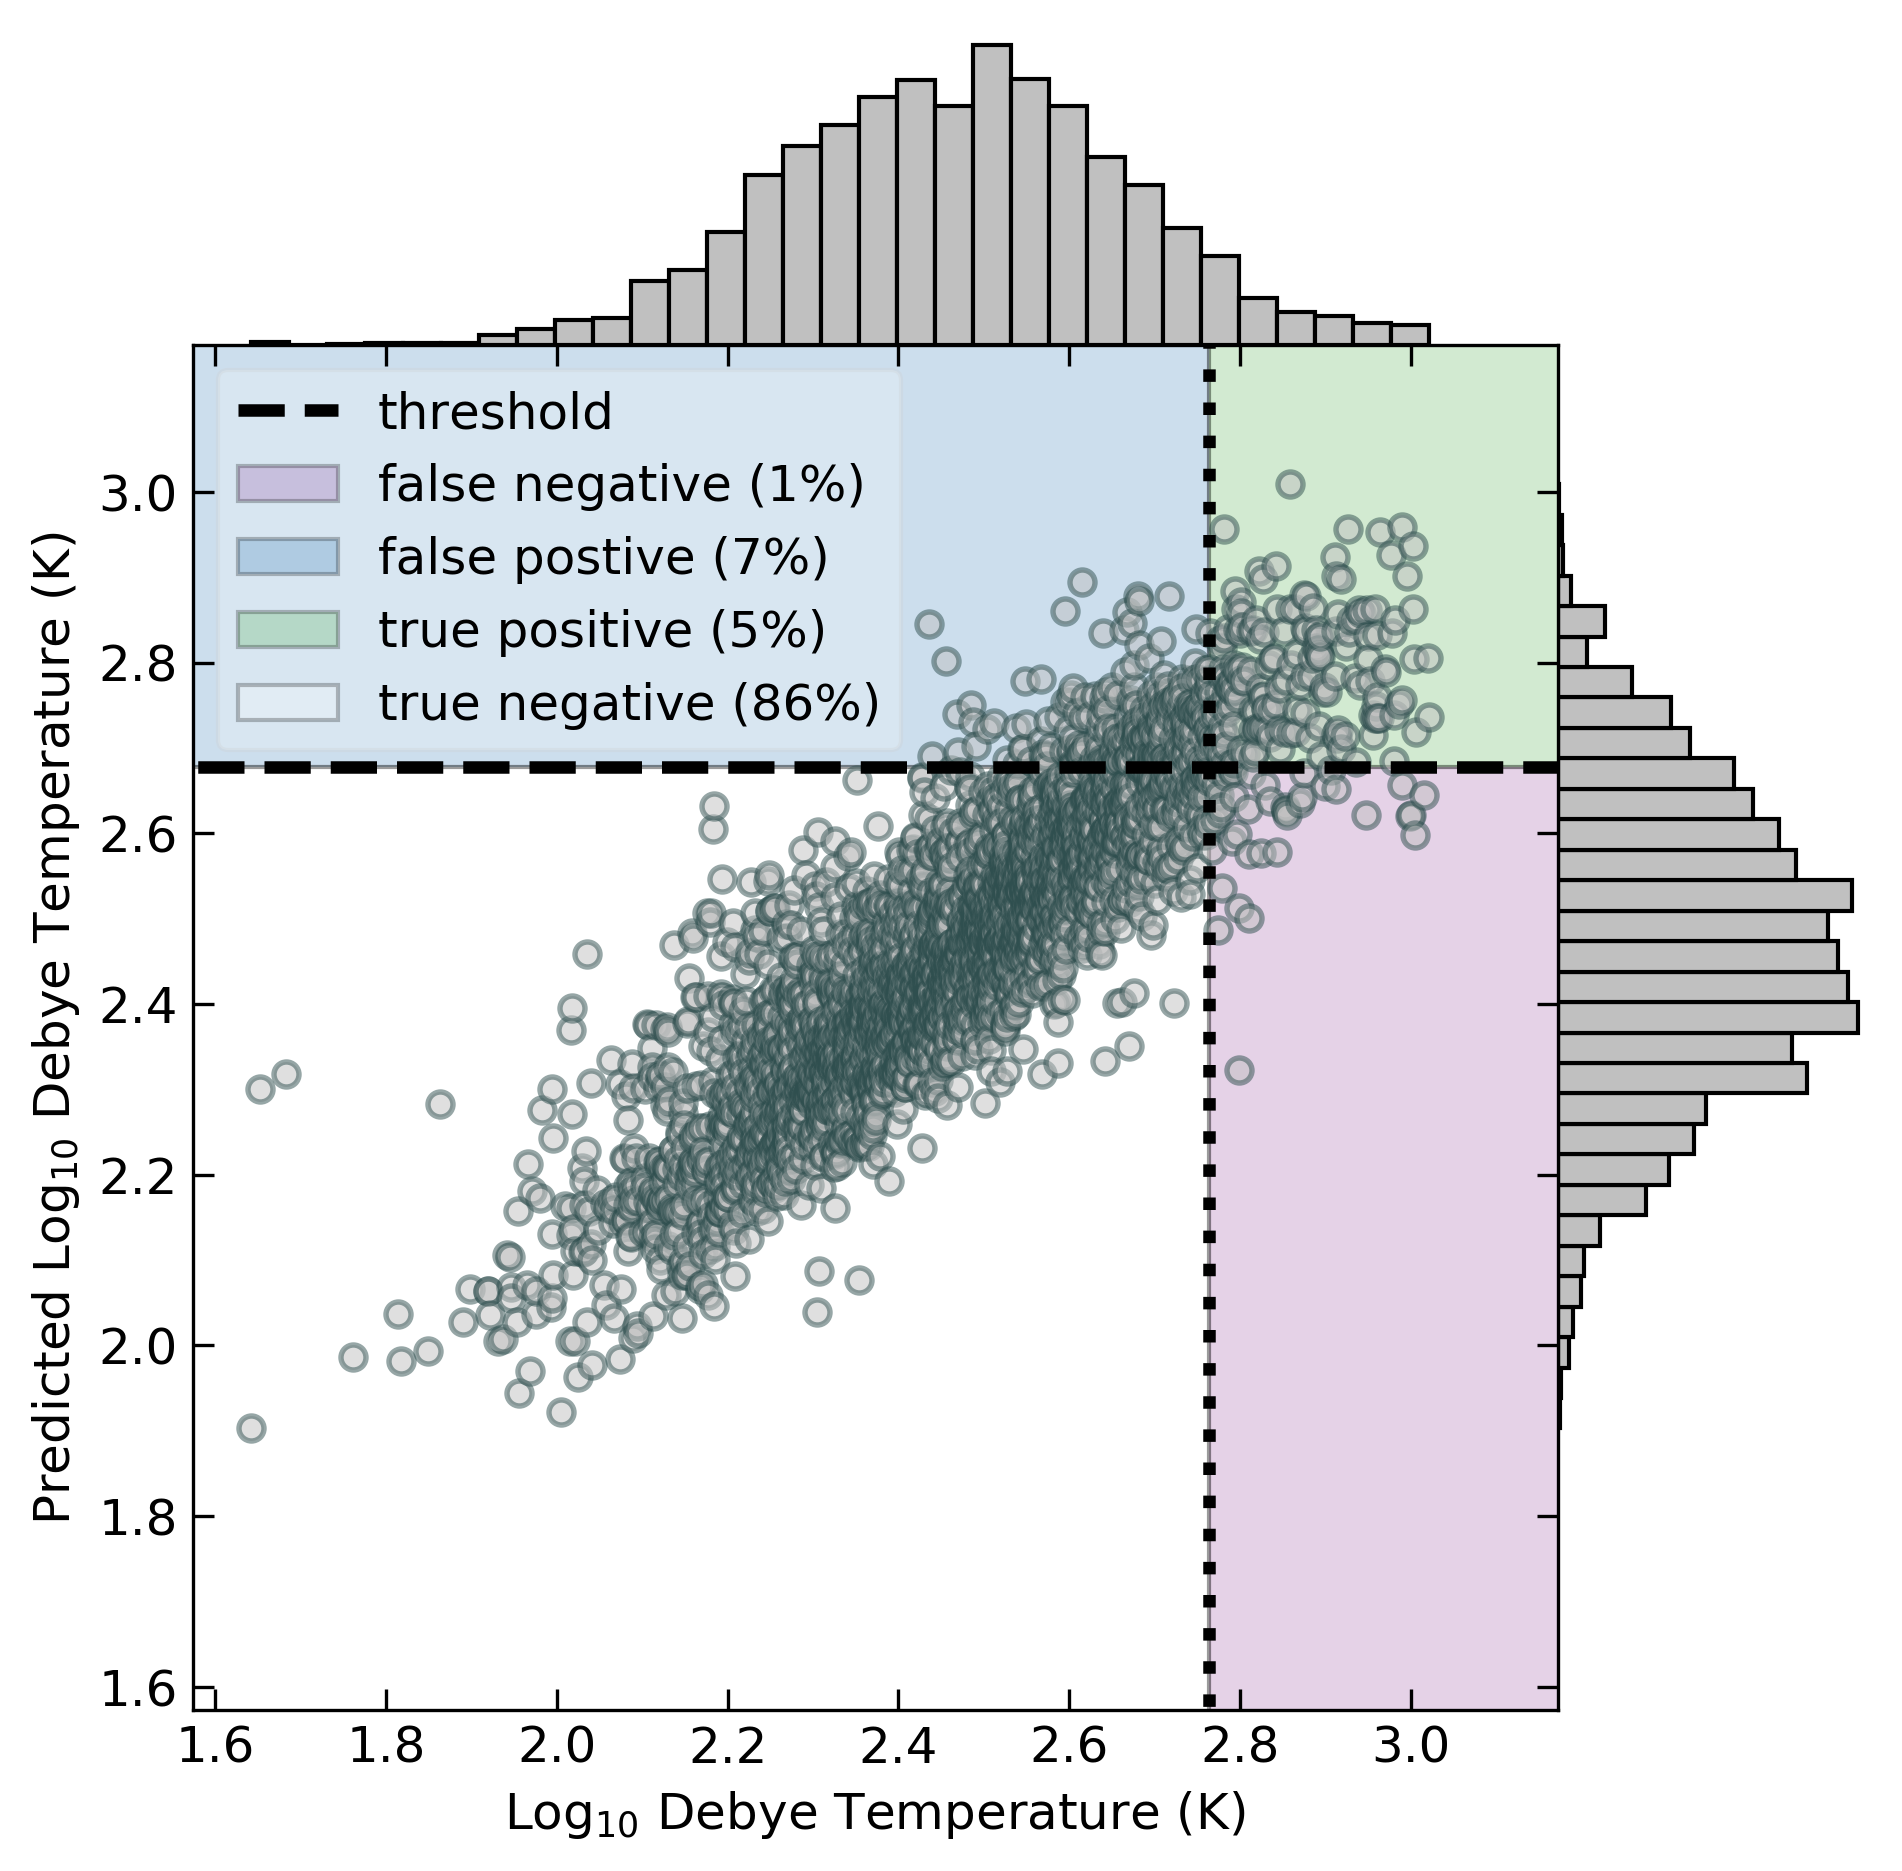 threshold
false negative (1%)
false postive (7%)
true positive (5%)
true negative (86%)
3.0
2.8
2.6
2.4
2.2
2.0
1.8
1.6
Predicted Log₁₀ Debye Temperature (K)
1.6 1.8 2.0 2.2 2.4 2.6 2.8 3.0
Log₁₀ Debye Temperature (K)